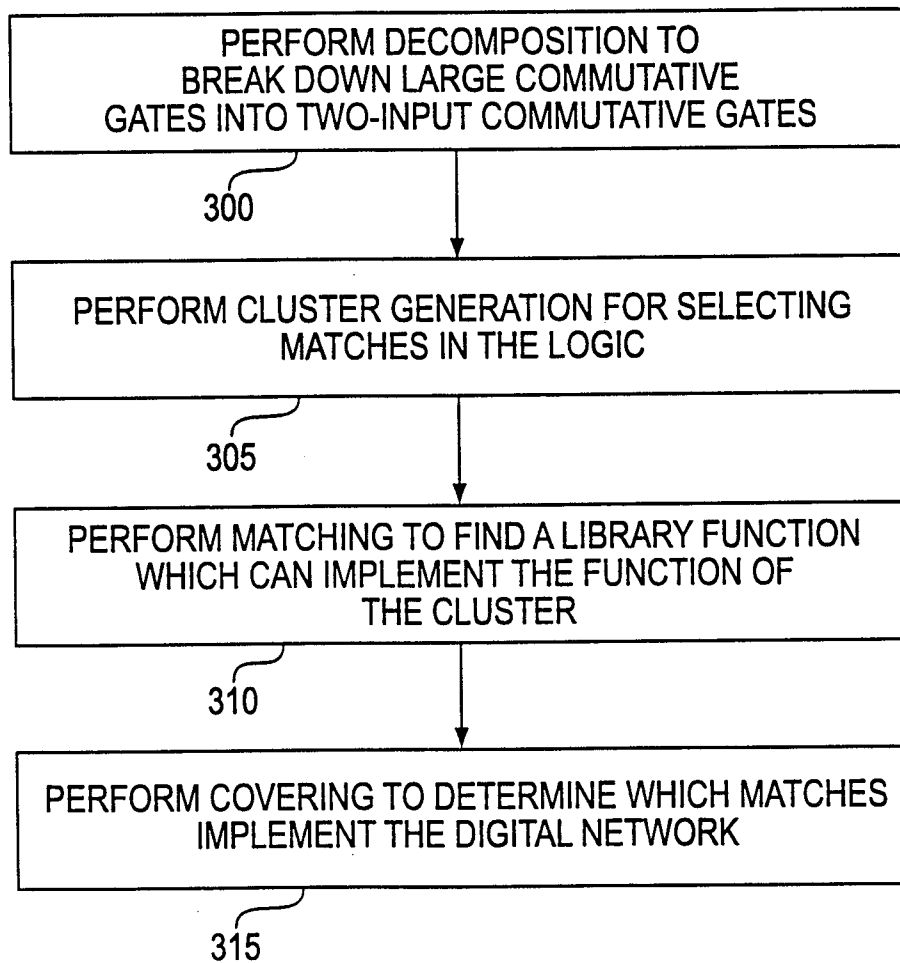 PERFORM DECOMPOSITION TO
BREAK DOWN LARGE COMMUTATIVE
GATES INTO TWO-INPUT COMMUTATIVE GATES
300
PERFORM CLUSTER GENERATION FOR SELECTING
MATCHES IN THE LOGIC
305
PERFORM MATCHING TO FIND A LIBRARY FUNCTION
WHICH CAN IMPLEMENT THE FUNCTION OF
THE CLUSTER
310
PERFORM COVERING TO DETERMINE WHICH MATCHES
IMPLEMENT THE DIGITAL NETWORK
315